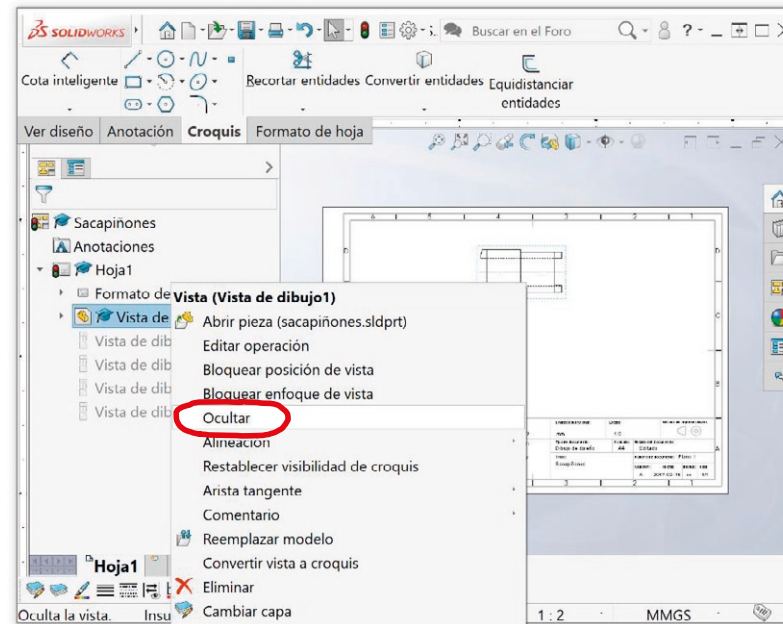 SOLIDWORKS
Buscar en el Foro
?
Cota inteligente
Recortar entidades
Convertir entidades
Equidistanciar
entidades
Ver diseño
Anotación
Croquis
Formato de hoja
Sacapiñones
Anotaciones
Hoja1
Formato de
Vista de
Vista de dib
Vista de dib
Vista de dib
Vista de dib
Vista (Vista de dibujo1)
Abrir pieza (sacapiñones.sldprt)
Editar operación
Bloquear posición de vista
Bloquear enfoque de vista
Ocultar
Alineación
Restablecer visibilidad de croquis
Arista tangente
Comentario
Reemplazar modelo
Convertir vista a croquis
Eliminar
Cambiar capa
Hoja1
Oculta la vista.
Insu
1 : 2
MMGS